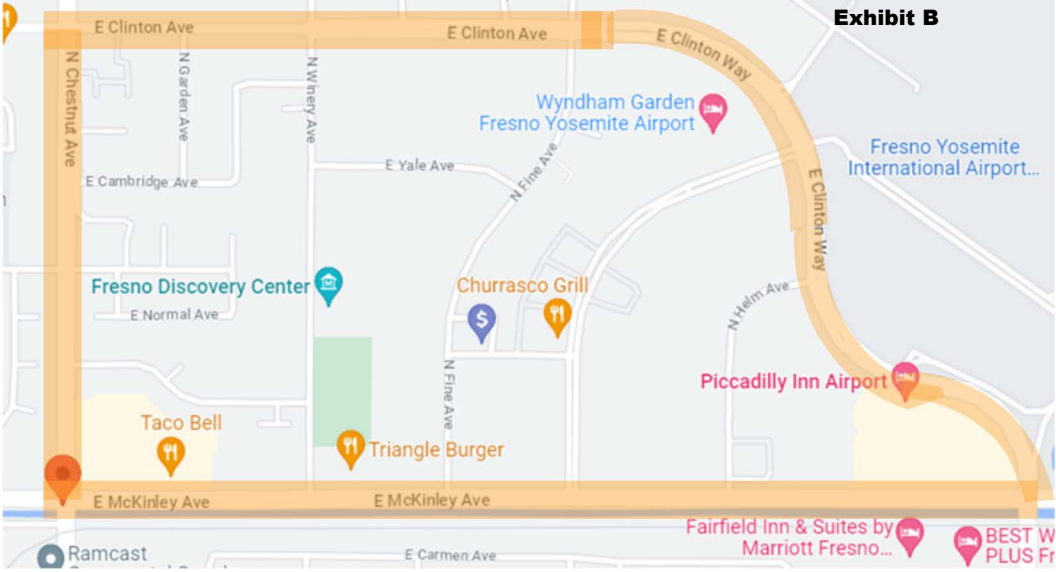 Exhibit B
E Clinton Ave
E Clinton Ave
E Clinton Way
N Chestnut Ave
N Garden Ave
N Winery Ave
Wyndham Garden
Fresno Yosemite Airport
Fresno Yosemite
International Airport...
E Yale Ave
N Fine Ave
E Cambridge Ave
E Clinton Way
Fresno Discovery Center
Churrasco Grill
$
E Normal Ave
N Helm Ave
N Fine Ave
Piccadilly Inn Airport
Taco Bell
Triangle Burger
E McKinley Ave
E McKinley Ave
Fairfield Inn & Suites by
Marriott Fresno...
BEST W
PLUS Fr
Ramcast
E Carmen Ave